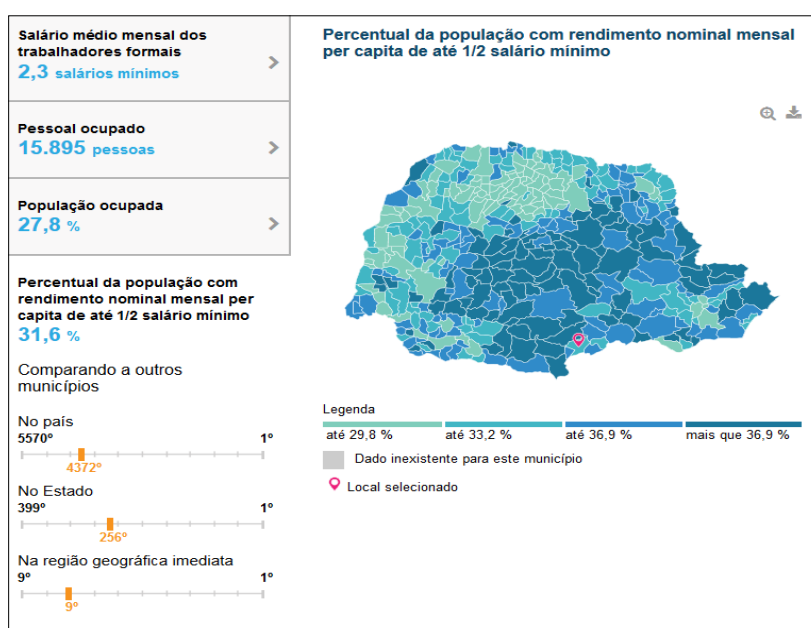 Salário médio mensal dos
trabalhadores formais
2,3 salários mínimos
Pessoal ocupado
15.895 pessoas
População ocupada
27,8 %
Percentual da população com
rendimento nominal mensal per
capita de até 1/2 salário mínimo
31,6 %
Comparando a outros
municípios
No país
5570º 1º
4372º
No Estado
399º 1º
256º
Na região geográfica imediata
9º 1º
9º
Percentual da população com rendimento nominal mensal
per capita de até 1/2 salário mínimo
Legenda
até 29,8 % até 33,2 % até 36,9 % mais que 36,9 %
Dado inexistente para este município
Local selecionado